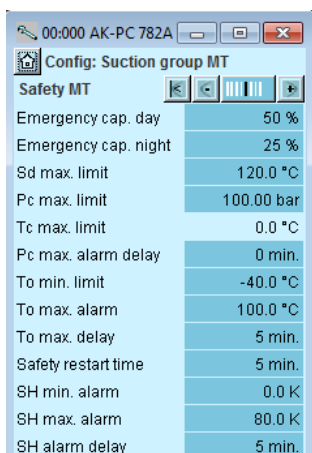 00:000 AK-PC 782A
Config: Suction group MT
Safety MT
Emergency cap. day 50 %
Emergency cap. night 25 %
Sd max. limit 120.0 °C
Pc max. limit 100.00 bar
Tc max. limit 0.0 °C
Pc max. alarm delay 0 min.
To min. limit -40.0 °C
To max. alarm 100.0 °C
To max. delay 5 min.
Safety restart time 5 min.
SH min. alarm 0.0 K
SH max. alarm 80.0 K
SH alarm delay 5 min.